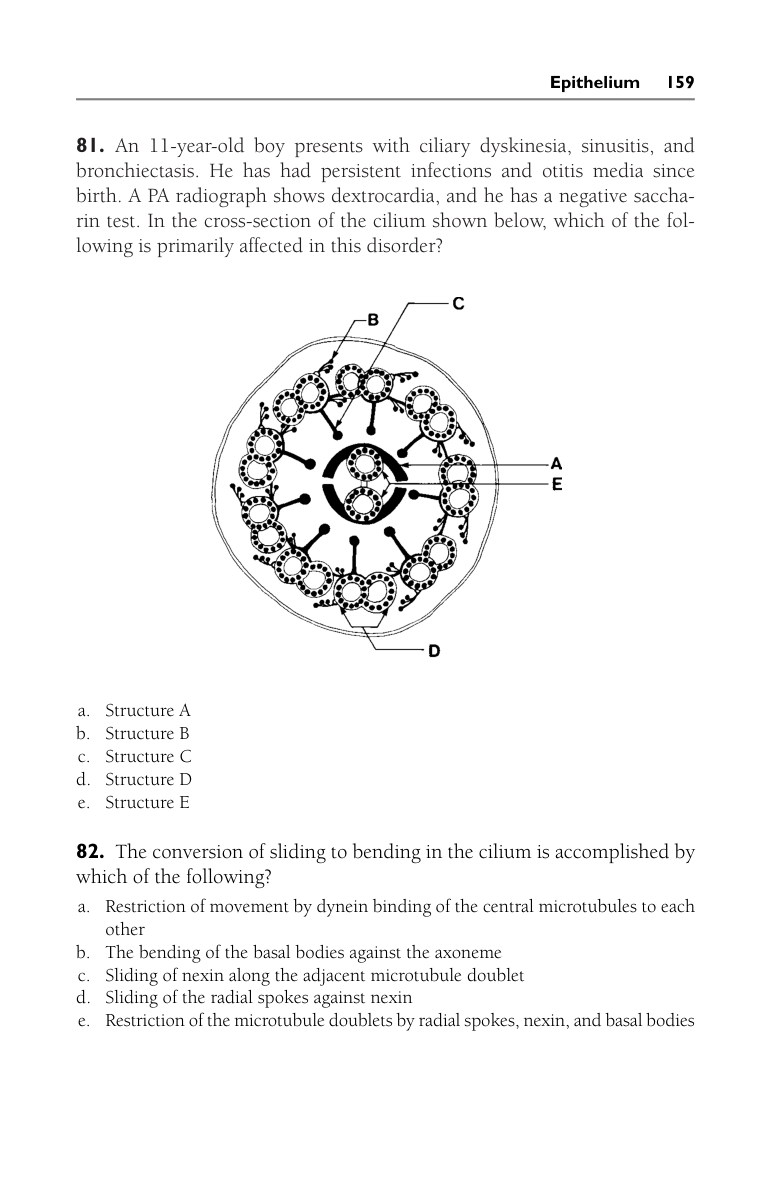 Epithelium 159
81. An 11-year-old boy presents with ciliary dyskinesia, sinusitis, and
bronchiectasis. He has had persistent infections and otitis media since
birth. A PA radiograph shows dextrocardia, and he has a negative saccha-
rin test. In the cross-section of the cilium shown below, which of the fol-
lowing is primarily affected in this disorder?
C
B
A
E
D
a. Structure A
b. Structure B
c. Structure C
d. Structure D
e. Structure E
82. The conversion of sliding to bending in the cilium is accomplished by
which of the following?
a. Restriction of movement by dynein binding of the central microtubules to each
other
b. The bending of the basal bodies against the axoneme
c. Sliding of nexin along the adjacent microtubule doublet
d. Sliding of the radial spokes against nexin
e. Restriction of the microtubule doublets by radial spokes, nexin, and basal bodies